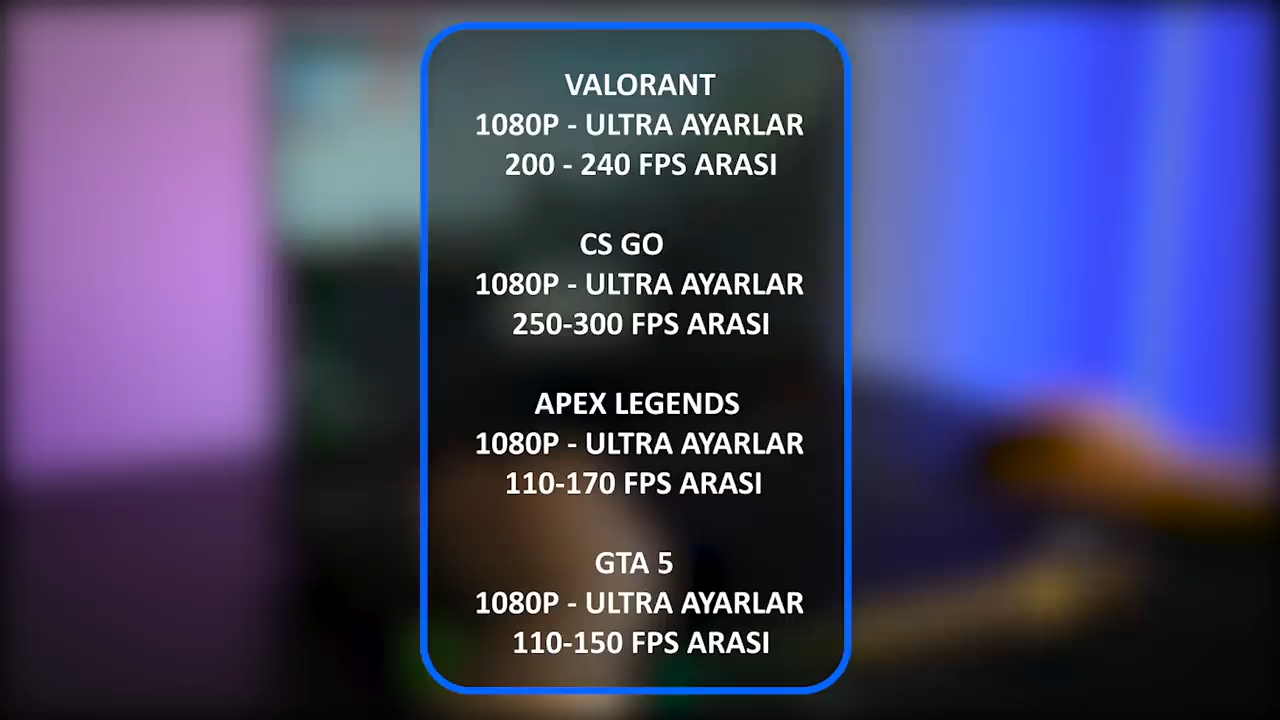 VALORANT
1080P - ULTRA AYARLAR
200 - 240 FPS ARASI
CS GO
1080P - ULTRA AYARLAR
250-300 FPS ARASI
APEX LEGENDS
1080P - ULTRA AYARLAR
110-170 FPS ARASI
GTA 5
1080P - ULTRA AYARLAR
110-150 FPS ARASI